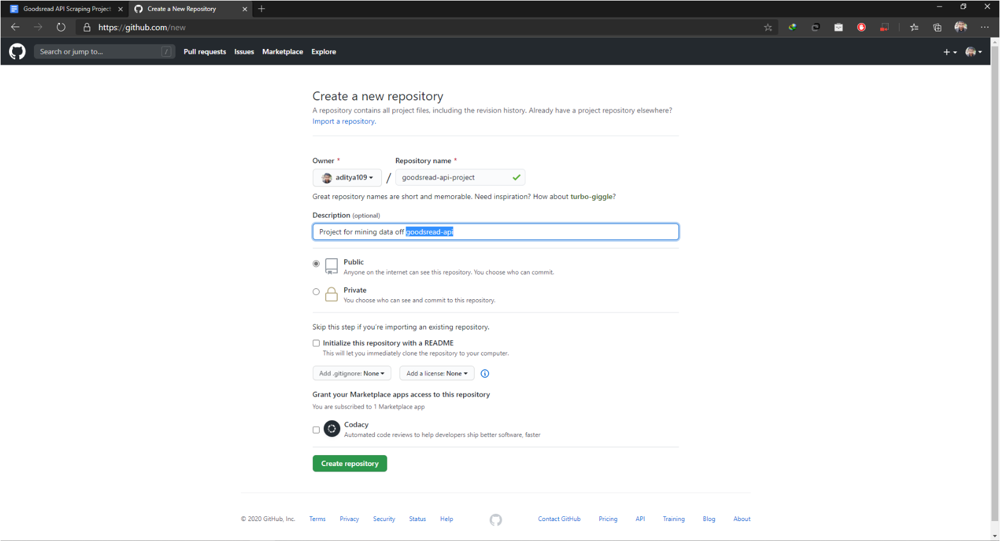 Goodsread API Scraping Project
Create a New Repository
https://github.com/new
Search or jump to... /
Pull requests Issues Marketplace Explore
Create a new repository
A repository contains all project files, including the revision history. Already have a project repository elsewhere?
Import a repository.
Owner * Repository name *
aditya109 / goodsread-api-project
Great repository names are short and memorable. Need inspiration? How about turbo-giggle?
Description (optional)
Project for mining data off goodsread-api
Public
Anyone on the internet can see this repository. You choose who can commit.
Private
You choose who can see and commit to this repository.
Skip this step if you're importing an existing repository.
Initialize this repository with a README
This will let you immediately clone the repository to your computer.
Add .gitignore: None Add a license: None
Grant your Marketplace apps access to this repository
You are subscribed to 1 Marketplace app
Codacy
Automated code reviews to help developers ship better software, faster
Create repository
© 2020 GitHub, Inc. Terms Privacy Security Status Help Contact GitHub Pricing API Training Blog About